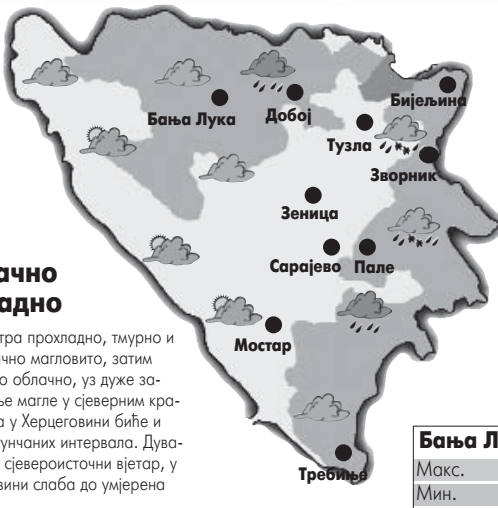 Бања Лука
Добој
Бијељина
Тузла
Зворник
Зеница
Сарајево
Пале
Мостар
Требиње
ачно
адно
тра прохладно, тмурно и
чно магловито, затим
о облачно, уз дуже за-
ње магле у сјеверним кра-
а у Херцеговини биће и
унчаних интервала. Дува-
сјевероисточни вјетар, у
вини слаба до умјерена
Бања Л
Макс.
Мин.